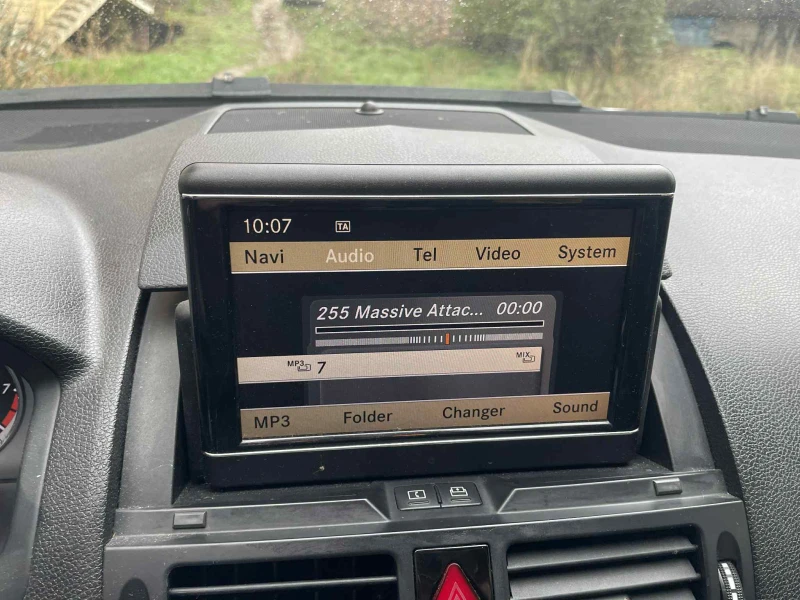 10:07 TA
Navi Audio Tel Video System
255 Massive Attac... 00:00
MP3 7 MIX
MP3 Folder Changer Sound
7